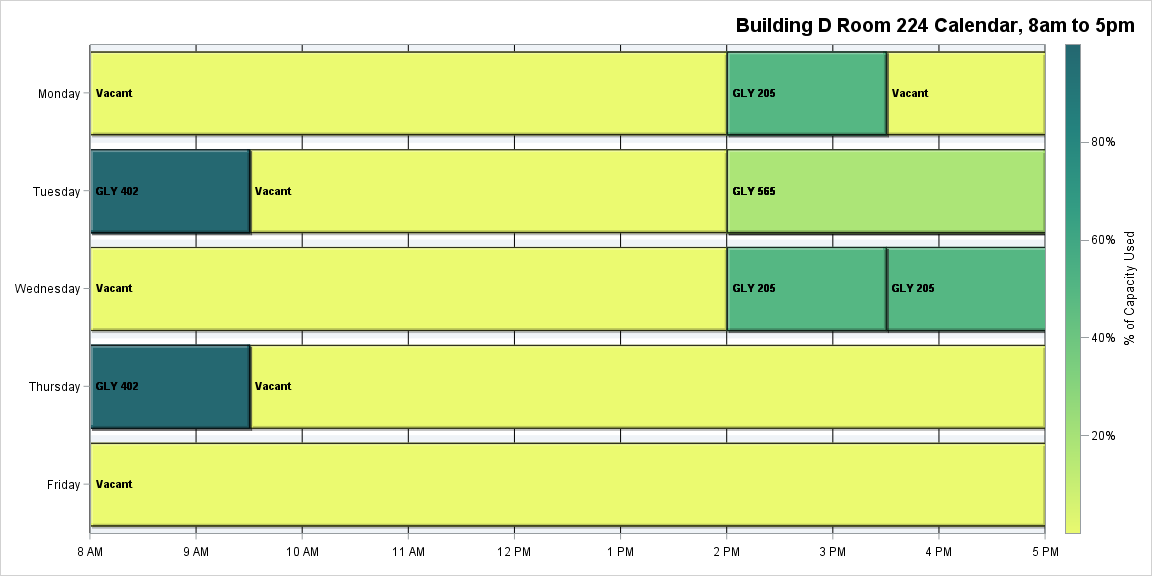 Building D Room 224 Calendar, 8am to 5pm
Monday
Vacant
GLY 205
Vacant
Tuesday
GLY 402
Vacant
GLY 565
Wednesday
Vacant
GLY 205
GLY 205
Thursday
GLY 402
Vacant
Friday
Vacant
8 AM
9 AM
10 AM
11 AM
12 PM
1 PM
2 PM
3 PM
4 PM
5 PM
80%
60%
40%
20%
% of Capacity Used